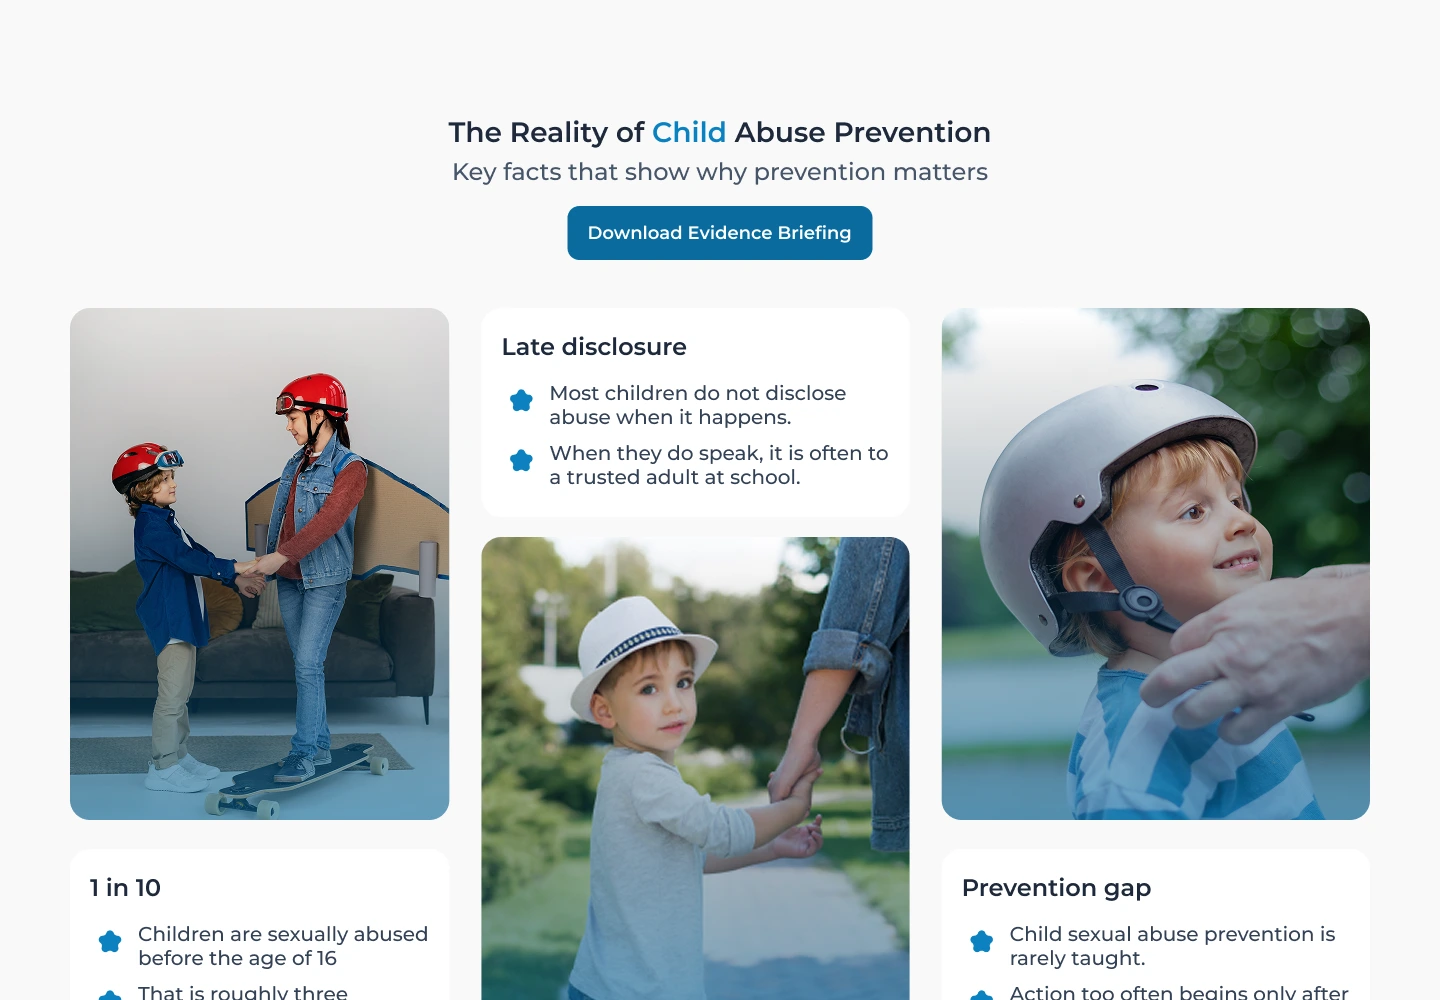 The Reality of Child Abuse Prevention
Key facts that show why prevention matters
Download Evidence Briefing
Late disclosure
Most children do not disclose
abuse when it happens.
When they do speak, it is often to
a trusted adult at school.
1 in 10
Children are sexually abused
before the age of 16
That is roughly three
Prevention gap
Child sexual abuse prevention is
rarely taught.
Action too often begins only after